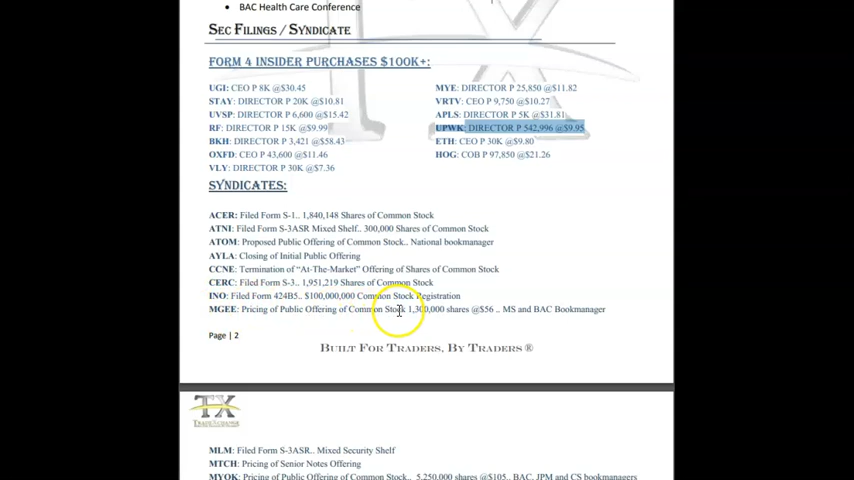 BAC Health Care Conference
SEC FILINGS / SYNDICATE
FORM 4 INSIDER PURCHASES $100K+:
UGI: CEO P 8K @$30.45
STAY: DIRECTOR P 20K @$10.81
UVSP: DIRECTOR P 6,600 @$15.42
RF: DIRECTOR P 15K @$9.99
BKH: DIRECTOR P 3,421 @$58.43
OXFD: CEO P 43,600 @$11.46
VLY: DIRECTOR P 30K @$7.36
MYE: DIRECTOR P 25,850 @$11.82
VRTV: CEO P 9,750 @$10.27
APLS: DIRECTOR P 5K @$31.81
UPWK: DIRECTOR P 542,996 @$9.95
ETH: CEO P 30K @$9.80
HOG: COB P 97,850 @$21.26
SYNDICATES:
ACER: Filed Form S-1.. 1,840,148 Shares of Common Stock
ATNI: Filed Form S-3ASR Mixed Shelf.. 300,000 Shares of Common Stock
ATOM: Proposed Public Offering of Common Stock.. National bookmanager
AYLA: Closing of Initial Public Offering
CCNE: Termination of “At-The-Market” Offering of Shares of Common Stock
CERC: Filed Form S-3.. 1,951,219 Shares of Common Stock
INO: Filed Form 424B5.. $100,000,000 Common Stock Registration
MGEE: Pricing of Public Offering of Common Stock 1,300,000 shares @$56 .. MS and BAC Bookmanager
Page | 2
BUILT FOR TRADERS, BY TRADERS ®
TX
MLM: Filed Form S-3ASR.. Mixed Security Shelf
MTCH: Pricing of Senior Notes Offering
MYOK: Pricing of Public Offering of Common Stock.. 5,250,000 shares @$105.. BAC, JPM and CS bookmanagers